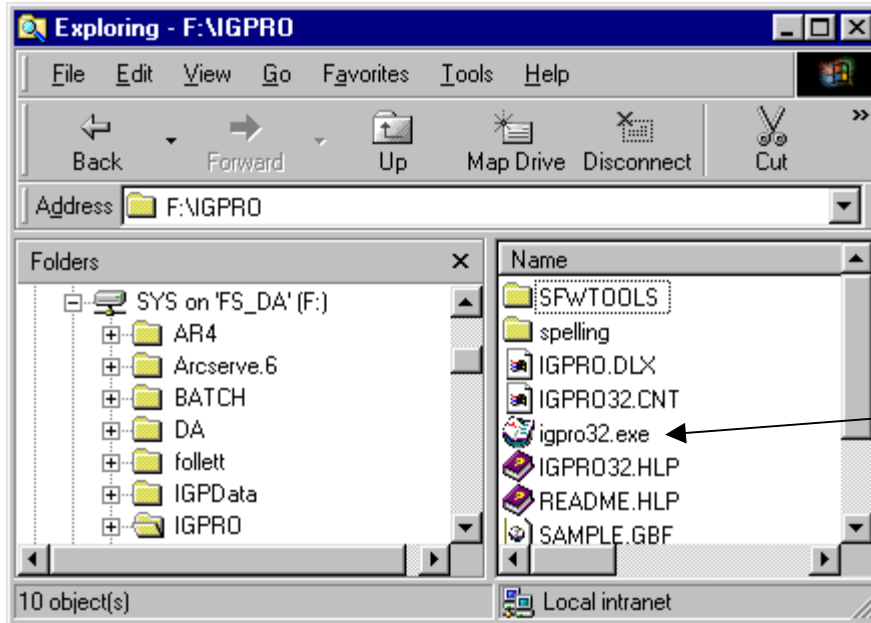 Exploring - F:\IGPRO
File Edit View Go Favorites Tools Help
Back Forward Up Map Drive Disconnect Cut »
Address F:\IGPRO
Folders
SYS on 'FS_DA' (F:)
AR4
Arcserve.6
BATCH
DA
follett
IGPData
IGPRO
Name
SFWTOOLS
spelling
IGPRO.DLX
IGPRO32.CNT
igpro32.exe
IGPRO32.HLP
README.HLP
SAMPLE.GBF
10 object(s)
Local intranet